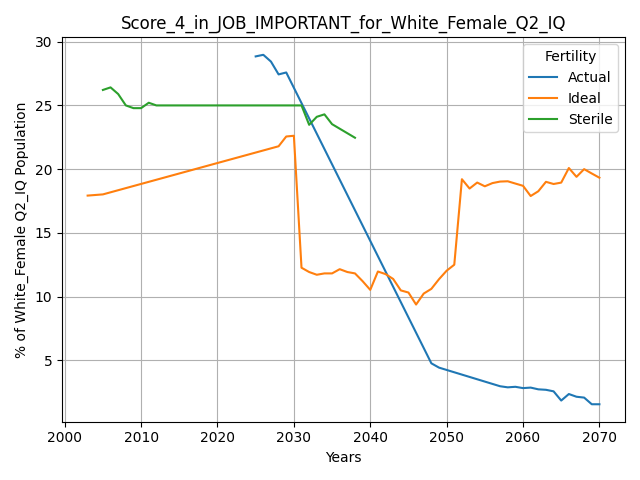 Score_4_in_JOB_IMPORTANT_for_White_Female_Q2_IQ
% of White_Female Q2_IQ Population
30
25
20
15
10
5
Fertility
Actual
Ideal
Sterile
2000 2010 2020 2030 2040 2050 2060 2070
Years